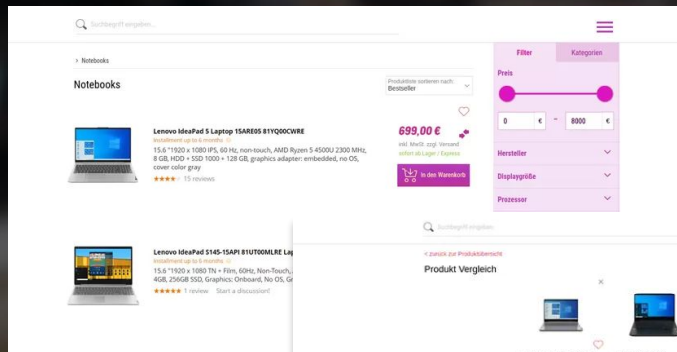 Suchbegriff eingeben...
> Notebooks
Notebooks
Produktliste sortieren nach:
Bestseller
Lenovo IdeaPad 5 Laptop 15ARE05 81YQ00CWRE
Installment up to 6 months
15.6 "1920 x 1080 IPS, 60 Hz, non-touch, AMD Ryzen 5 4500U 2300 MHz,
8 GB, HDD + SSD 1000 + 128 GB, graphics adapter: embedded, no OS,
cover color gray
15 reviews
699,00 €
inkl. MwSt. zzgl. Versand
sofort ab Lager / Express
In den Warenkorb
Filter
Kategorien
Preis
0 € - 8000 €
Hersteller
Displaygröße
Prozessor
Lenovo IdeaPad S145-15API 81UT00MLRE Lap
Installment up to 6 months
15.6 "1920 x 1080 TN + Film, 60Hz, Non-Touch,
4GB, 256GB SSD, Graphics: Onboard, No OS, Gr
1 review Start a discussion!
Suchbegriff eingeben
< zurück zur Produktübersicht
Produkt Vergleich